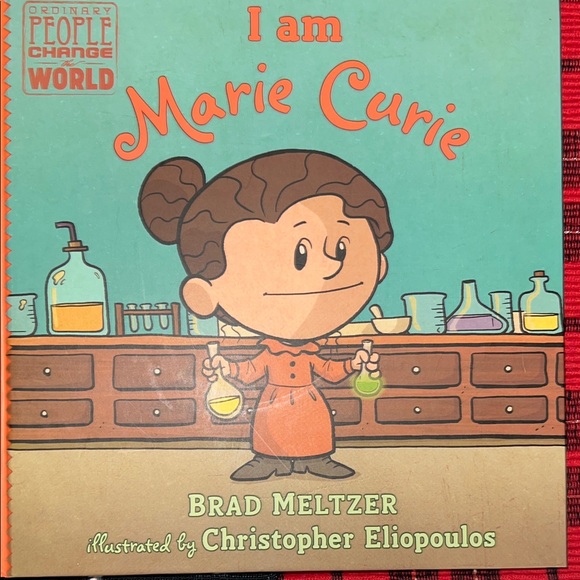 ORDINARY
PEOPLE
CHANGE
the
WORLD
I am
Marie Curie
BRAD MELTZER
illustrated by Christopher Eliopoulos